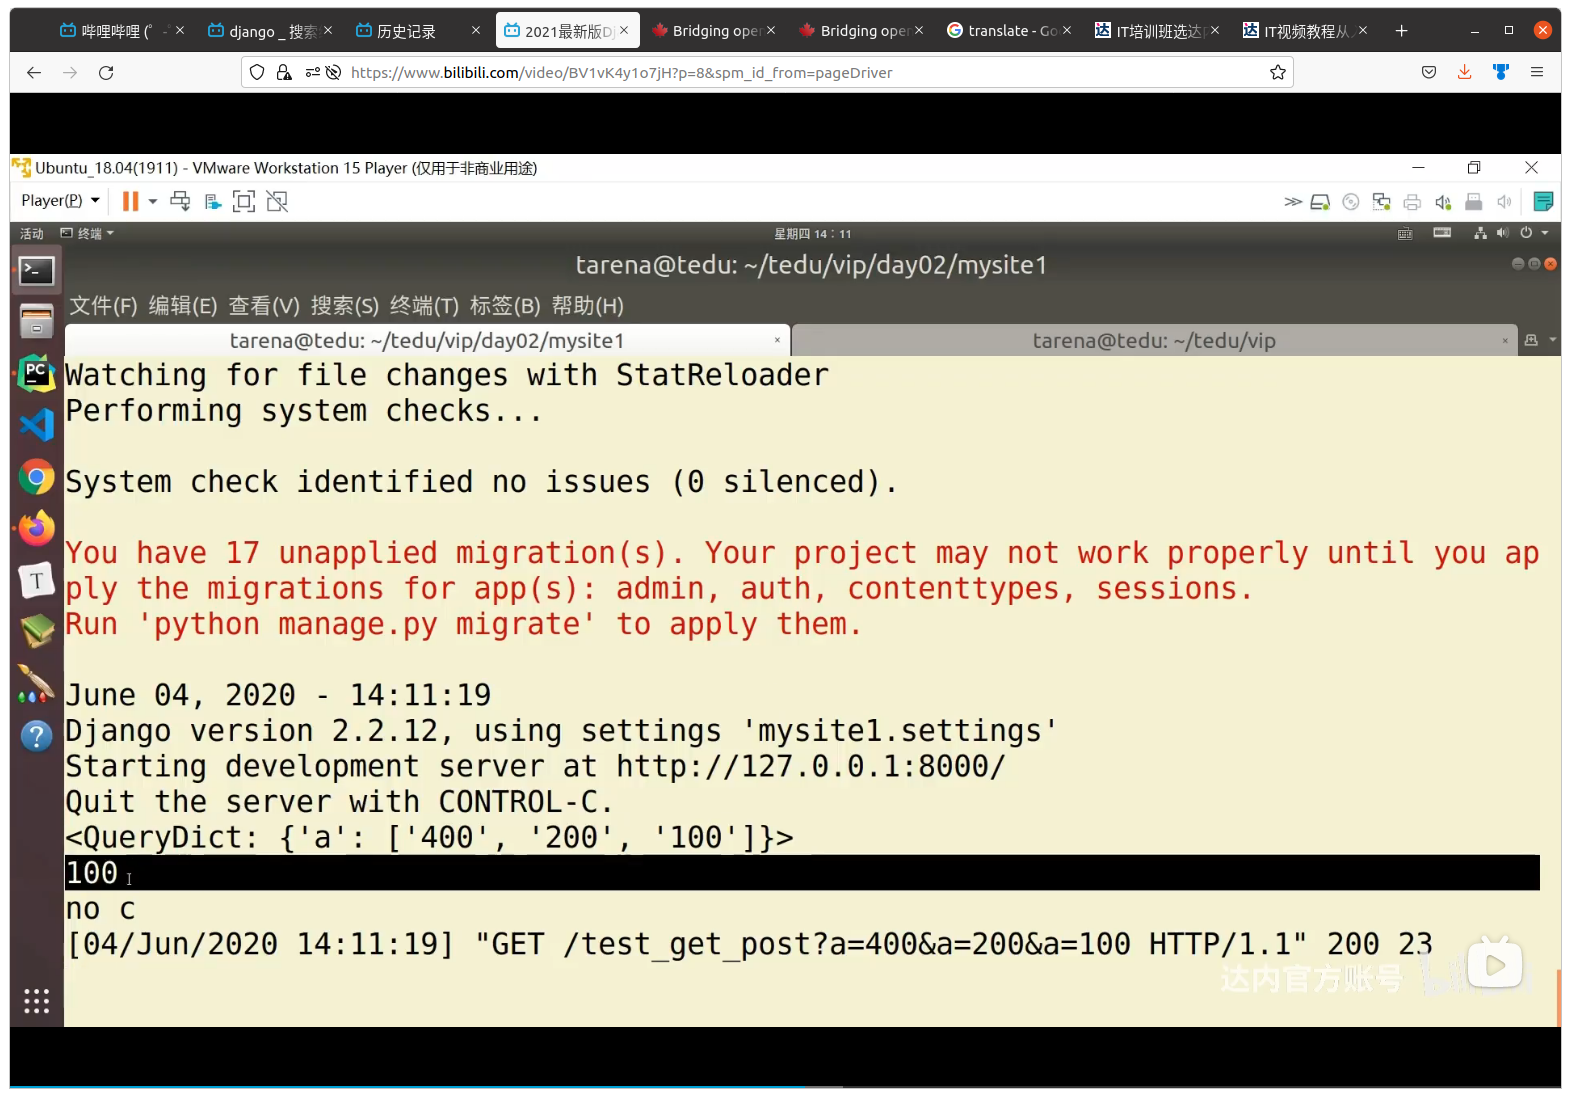 哔哩哔哩 (゜-
django _ 搜索
历史记录
2021最新版Dj
Bridging oper
Bridging oper
translate - Go
IT培训班选达内
IT视频教程从入
https://www.bilibili.com/video/BV1vK4y1o7jH?p=8&spm_id_from=pageDriver
Ubuntu_18.04(1911) - VMware Workstation 15 Player (仅用于非商业用途)
Player(P)
活动 终端 星期四 14：11
tarena@tedu: ~/tedu/vip/day02/mysite1
文件(F) 编辑(E) 查看(V) 搜索(S) 终端(T) 标签(B) 帮助(H)
tarena@tedu: ~/tedu/vip/day02/mysite1
tarena@tedu: ~/tedu/vip
Watching for file changes with StatReloader
Performing system checks...
System check identified no issues (0 silenced).
You have 17 unapplied migration(s). Your project may not work properly until you ap
ply the migrations for app(s): admin, auth, contenttypes, sessions.
Run 'python manage.py migrate' to apply them.
June 04, 2020 - 14:11:19
Django version 2.2.12, using settings 'mysite1.settings'
Starting development server at http://127.0.0.1:8000/
Quit the server with CONTROL-C.
<QueryDict: {'a': ['400', '200', '100']}>
100
no c
[04/Jun/2020 14:11:19] "GET /test_get_post?a=400&a=200&a=100 HTTP/1.1" 200 23
达内官方账号